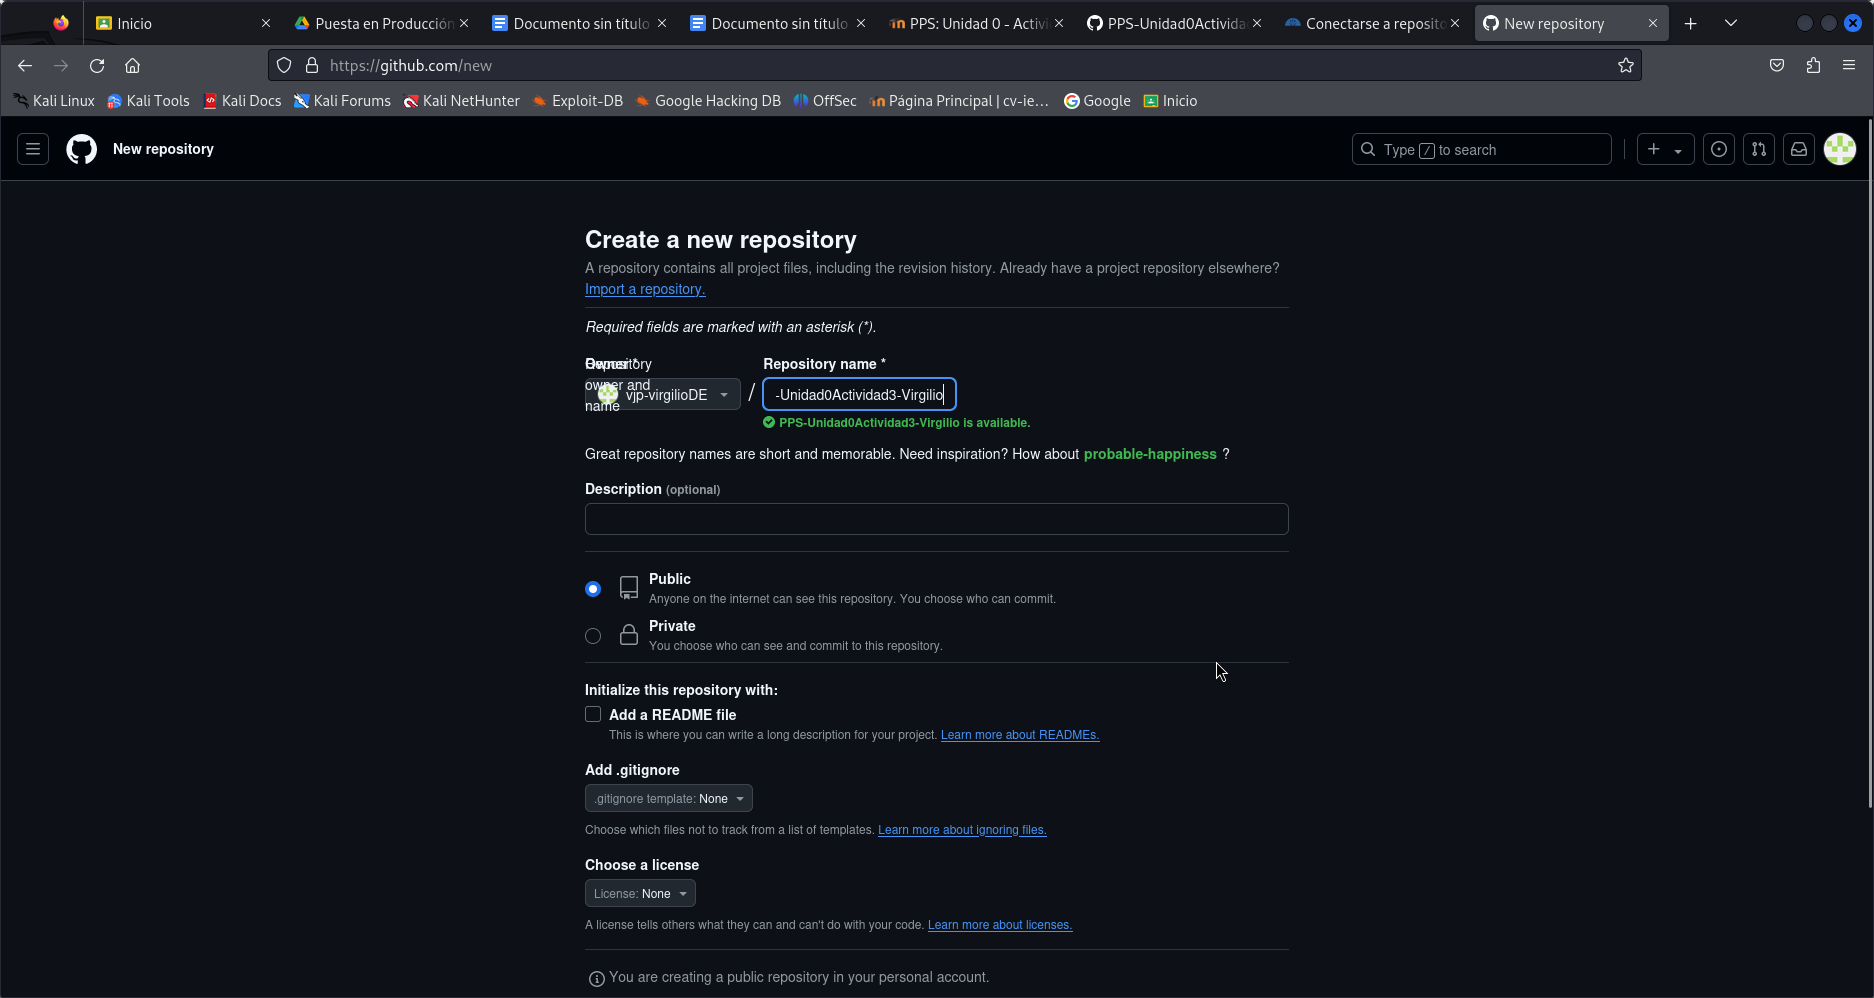 Inicio
Puesta en Producción
Documento sin título
Documento sin título
PPS: Unidad 0 - Activi
PPS-Unidad0Activida
Conectarse a reposito
New repository
https://github.com/new
Kali Linux
Kali Tools
Kali Docs
Kali Forums
Kali NetHunter
Exploit-DB
Google Hacking DB
OffSec
Página Principal | cv-ie...
Google
Inicio
New repository
Type / to search
Create a new repository
A repository contains all project files, including the revision history. Already have a project repository elsewhere?
Import a repository.
Required fields are marked with an asterisk (*).
Repository
owner and
name
Owner *
Repository name *
vjp-virgilioDE
/
-Unidad0Actividad3-Virgilio
PPS-Unidad0Actividad3-Virgilio is available.
Great repository names are short and memorable. Need inspiration? How about probable-happiness ?
Description (optional)
Public
Anyone on the internet can see this repository. You choose who can commit.
Private
You choose who can see and commit to this repository.
Initialize this repository with:
Add a README file
This is where you can write a long description for your project. Learn more about READMEs.
Add .gitignore
.gitignore template: None
Choose which files not to track from a list of templates. Learn more about ignoring files.
Choose a license
License: None
A license tells others what they can and can't do with your code. Learn more about licenses.
You are creating a public repository in your personal account.